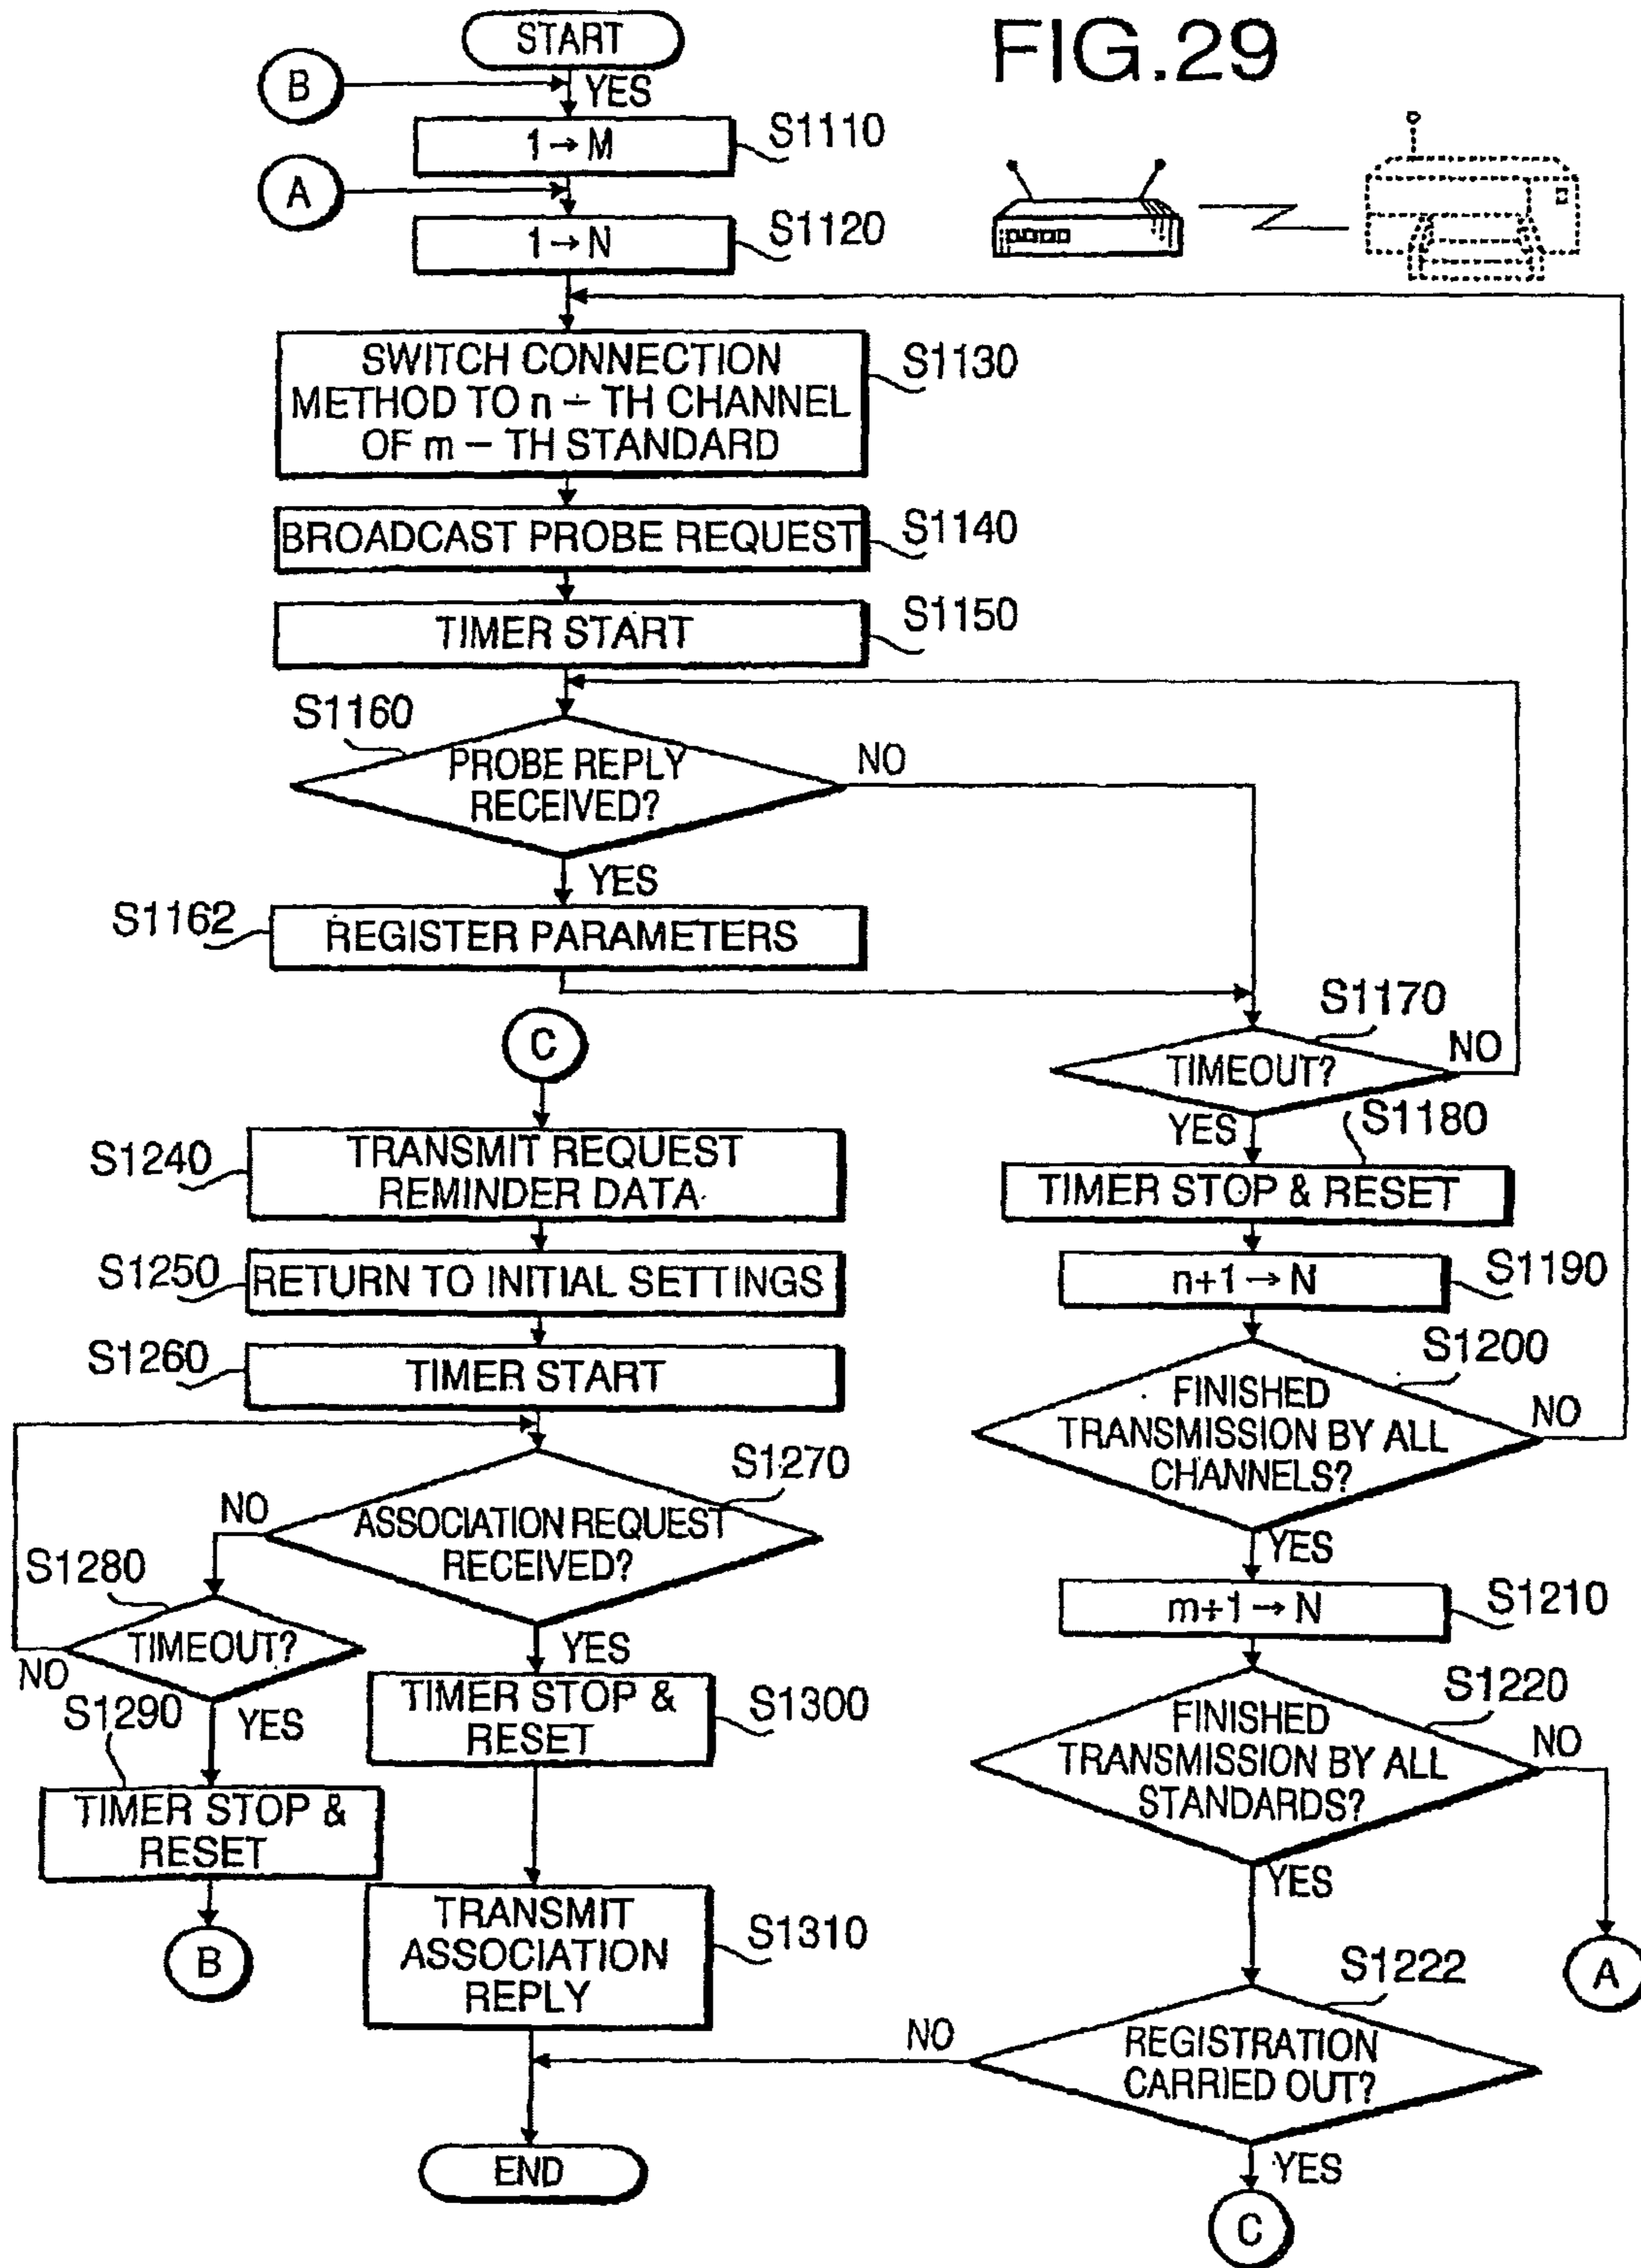 FIG.29
START
B
YES
1→M
S1110
A
1→N
S1120
SWITCH CONNECTION
METHOD TO n – TH CHANNEL
OF m – TH STANDARD
S1130
BROADCAST PROBE REQUEST
S1140
TIMER START
S1150
S1160
PROBE REPLY
RECEIVED?
NO
YES
S1162
REGISTER PARAMETERS
S1170
TIMEOUT?
NO
YES
S1180
TIMER STOP & RESET
n+1→N
S1190
S1200
FINISHED
TRANSMISSION BY ALL
CHANNELS?
NO
YES
m+1→N
S1210
S1220
FINISHED
TRANSMISSION BY ALL
STANDARDS?
NO
YES
A
S1222
REGISTRATION
CARRIED OUT?
NO
YES
C
C
S1240
TRANSMIT REQUEST
REMINDER DATA
S1250
RETURN TO INITIAL SETTINGS
S1260
TIMER START
S1270
ASSOCIATION REQUEST
RECEIVED?
NO
YES
S1280
TIMEOUT?
NO
YES
S1290
TIMER STOP &
RESET
B
TIMER STOP &
RESET
S1300
TRANSMIT
ASSOCIATION
REPLY
S1310
END